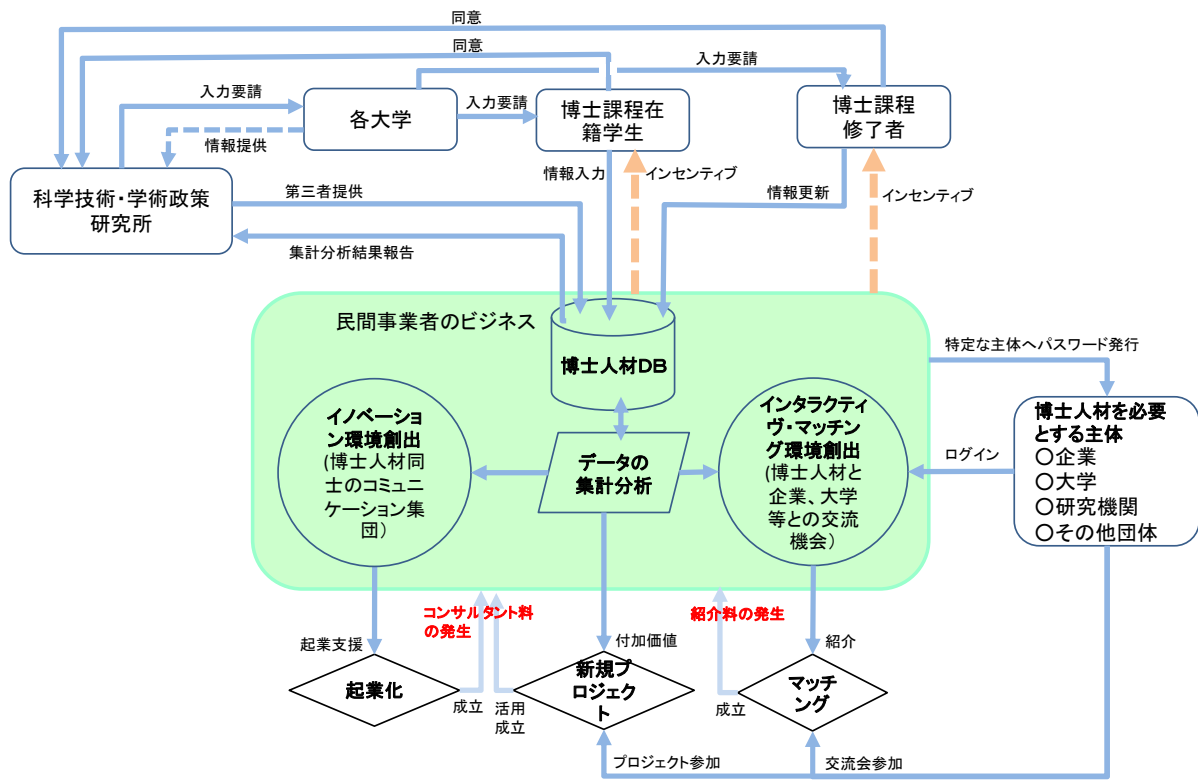 同意
同意
入力要請
入力要請
入力要請
各大学
博士課程在
籍学生
博士課程
修了者
情報提供
科学技術・学術政策
研究所
第三者提供
情報入力
インセンティブ
情報更新
インセンティブ
集計分析結果報告
民間事業者のビジネス
博士人材DB
特定な主体へパスワード発行
イノベーショ
ン環境創出
(博士人材同
士のコミュニ
ケーション集
団)
データの
集計分析
インタラクティ
ヴ・マッチン
グ環境創出
(博士人材と
企業、大学
等との交流
機会)
ログイン
博士人材を必要
とする主体
○企業
○大学
○研究機関
○その他団体
コンサルタント料
の発生
紹介料の発生
起業支援
付加価値
紹介
起業化
成立
活用
成立
新規プ
ロジェク
ト
成立
マッチ
ング
プロジェクト参加
交流会参加